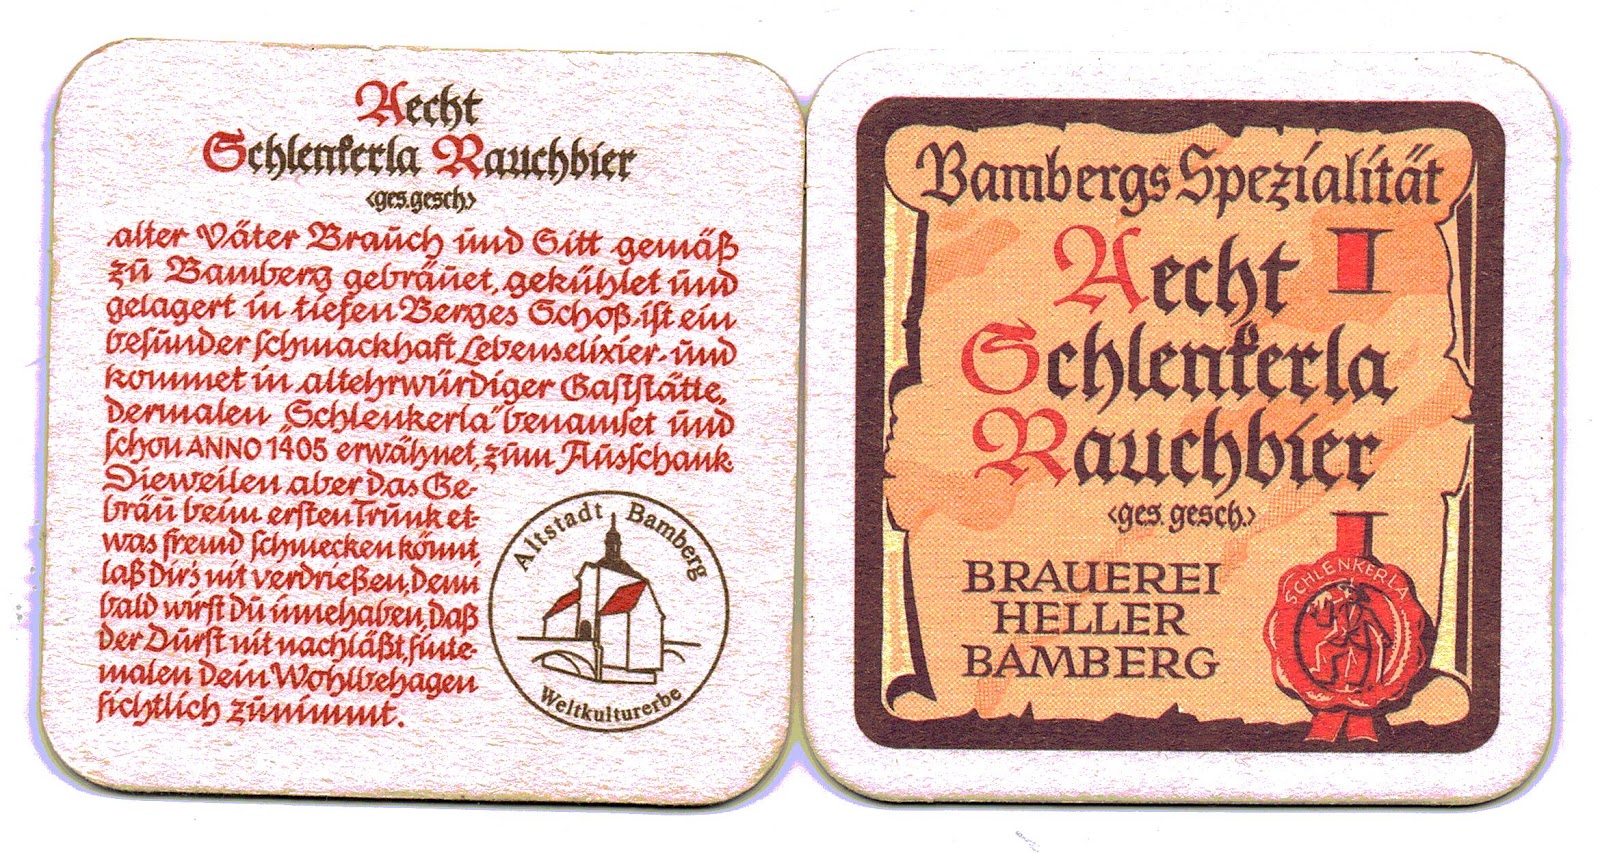 Aecht
Schlenkerla Rauchbier
<ges.gesch.>
alter Väter Brauch und Sitt gemäß
zu Bamberg gebräuet, gekühlet und
gelagert in tiefen Berges Schoß, ist ein
besunder schmackhaft Lebenselixier, und
kommet in altehrwürdiger Gaststätte,
dermalen „Schlenkerla" benamset und
schon ANNO 1405 erwähnet, zum Ausschank.
Dieweilen aber das Ge-
bräu beim ersten Trunk et-
was fremd schmecken könnt,
laß Dir's nit verdrießen, denn
bald wirst Du innehaben, daß
der Durst nit nachläßt, sinte-
malen dein Wohlbehagen
sichtlich zunimmt.
Altstadt Bamberg
Weltkulturerbe
Bambergs Spezialität
Aecht
Schlenkerla
Rauchbier
<ges. gesch.>
BRAUEREI
HELLER
BAMBERG
SCHLENKERLA